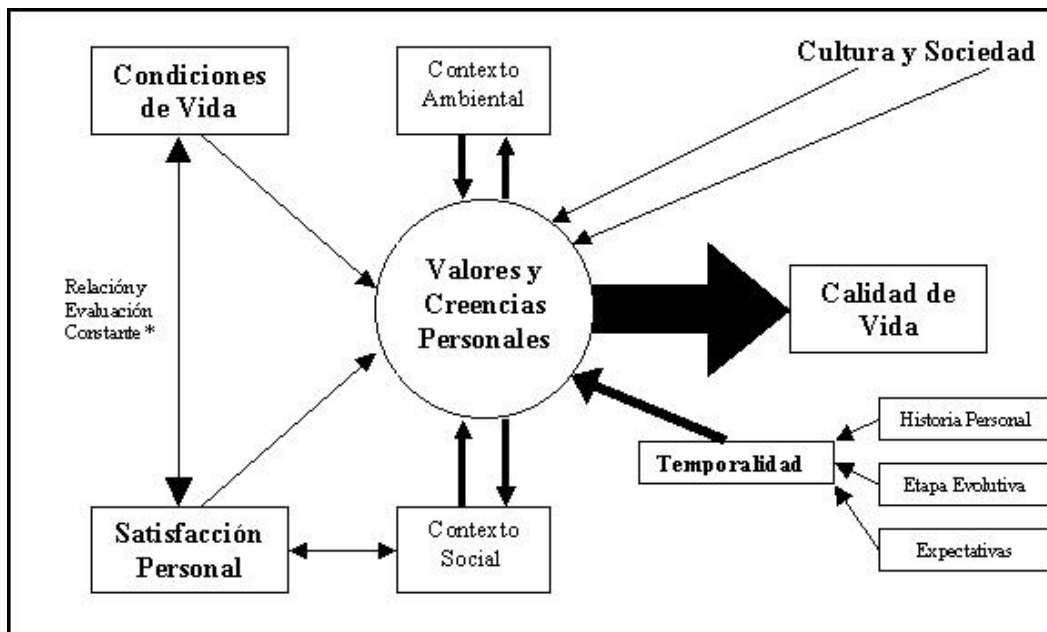 Condiciones
de Vida
Contexto
Ambiental
Cultura y Sociedad
Relación y
Evaluación
Constante *
Valores y
Creencias
Personales
Calidad de
Vida
Historia Personal
Temporalidad
Etapa Evolutiva
Expectativas
Satisfacción
Personal
Contexto
Social